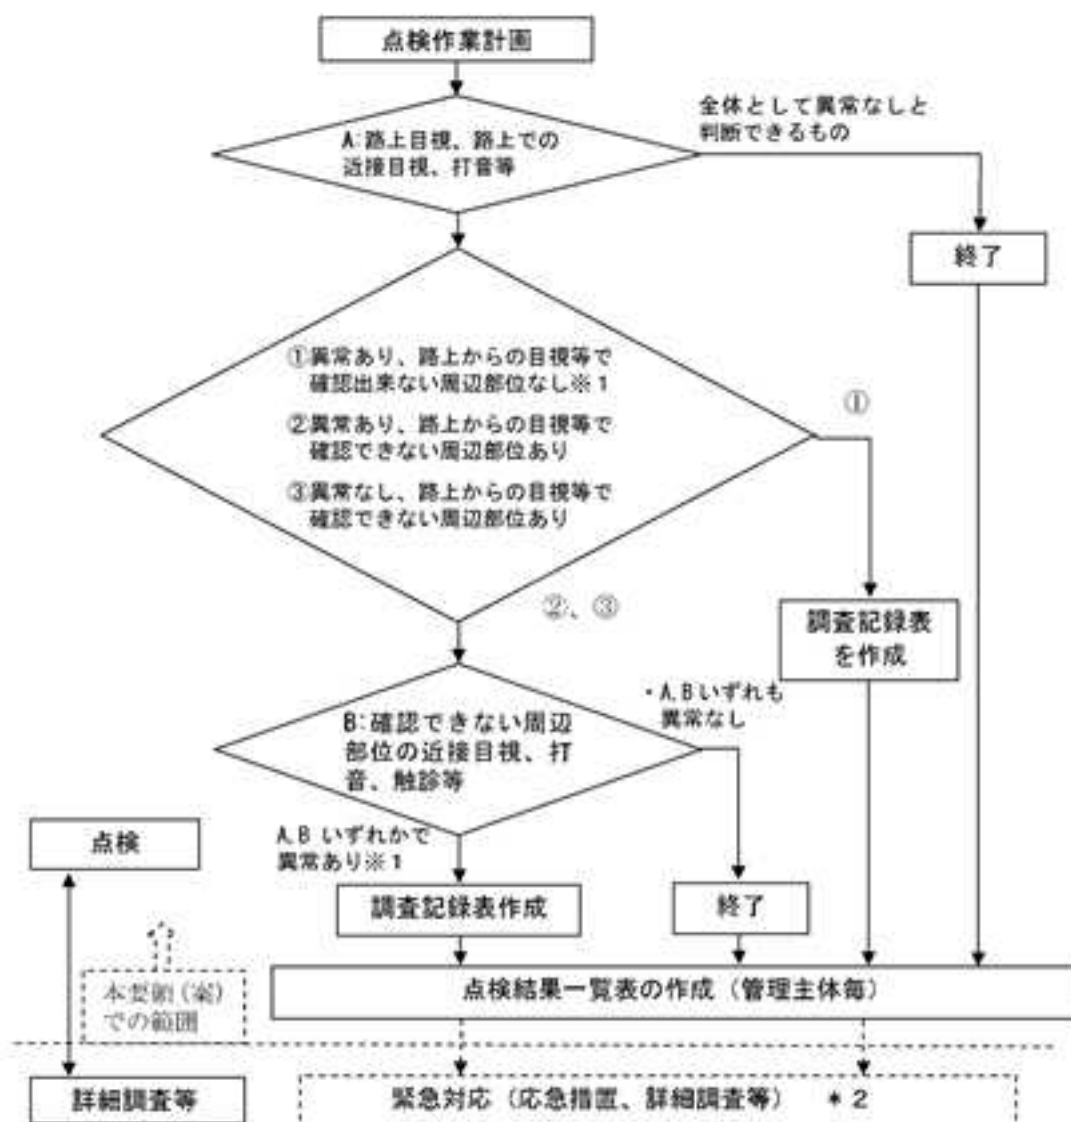 点検作業計画
全体として異常なしと
判断できるもの
A:路上目視、路上での
近接目視、打音等
終了
①異常あり、路上からの目視等で
確認出来ない周辺部位なし※1
②異常あり、路上からの目視等で
確認できない周辺部位あり
③異常なし、路上からの目視等で
確認できない周辺部位あり
①
②、③
調査記録表
を作成
B:確認できない周辺
部位の近接目視、打
音、触診等
・A,Bいずれも
異常なし
A,B いずれかで
異常あり※1
点検
調査記録表作成
終了
本要領(案)
での範囲
点検結果一覧表の作成(管理主体毎)
詳細調査等
緊急対応(応急措置、詳細調査等) *2